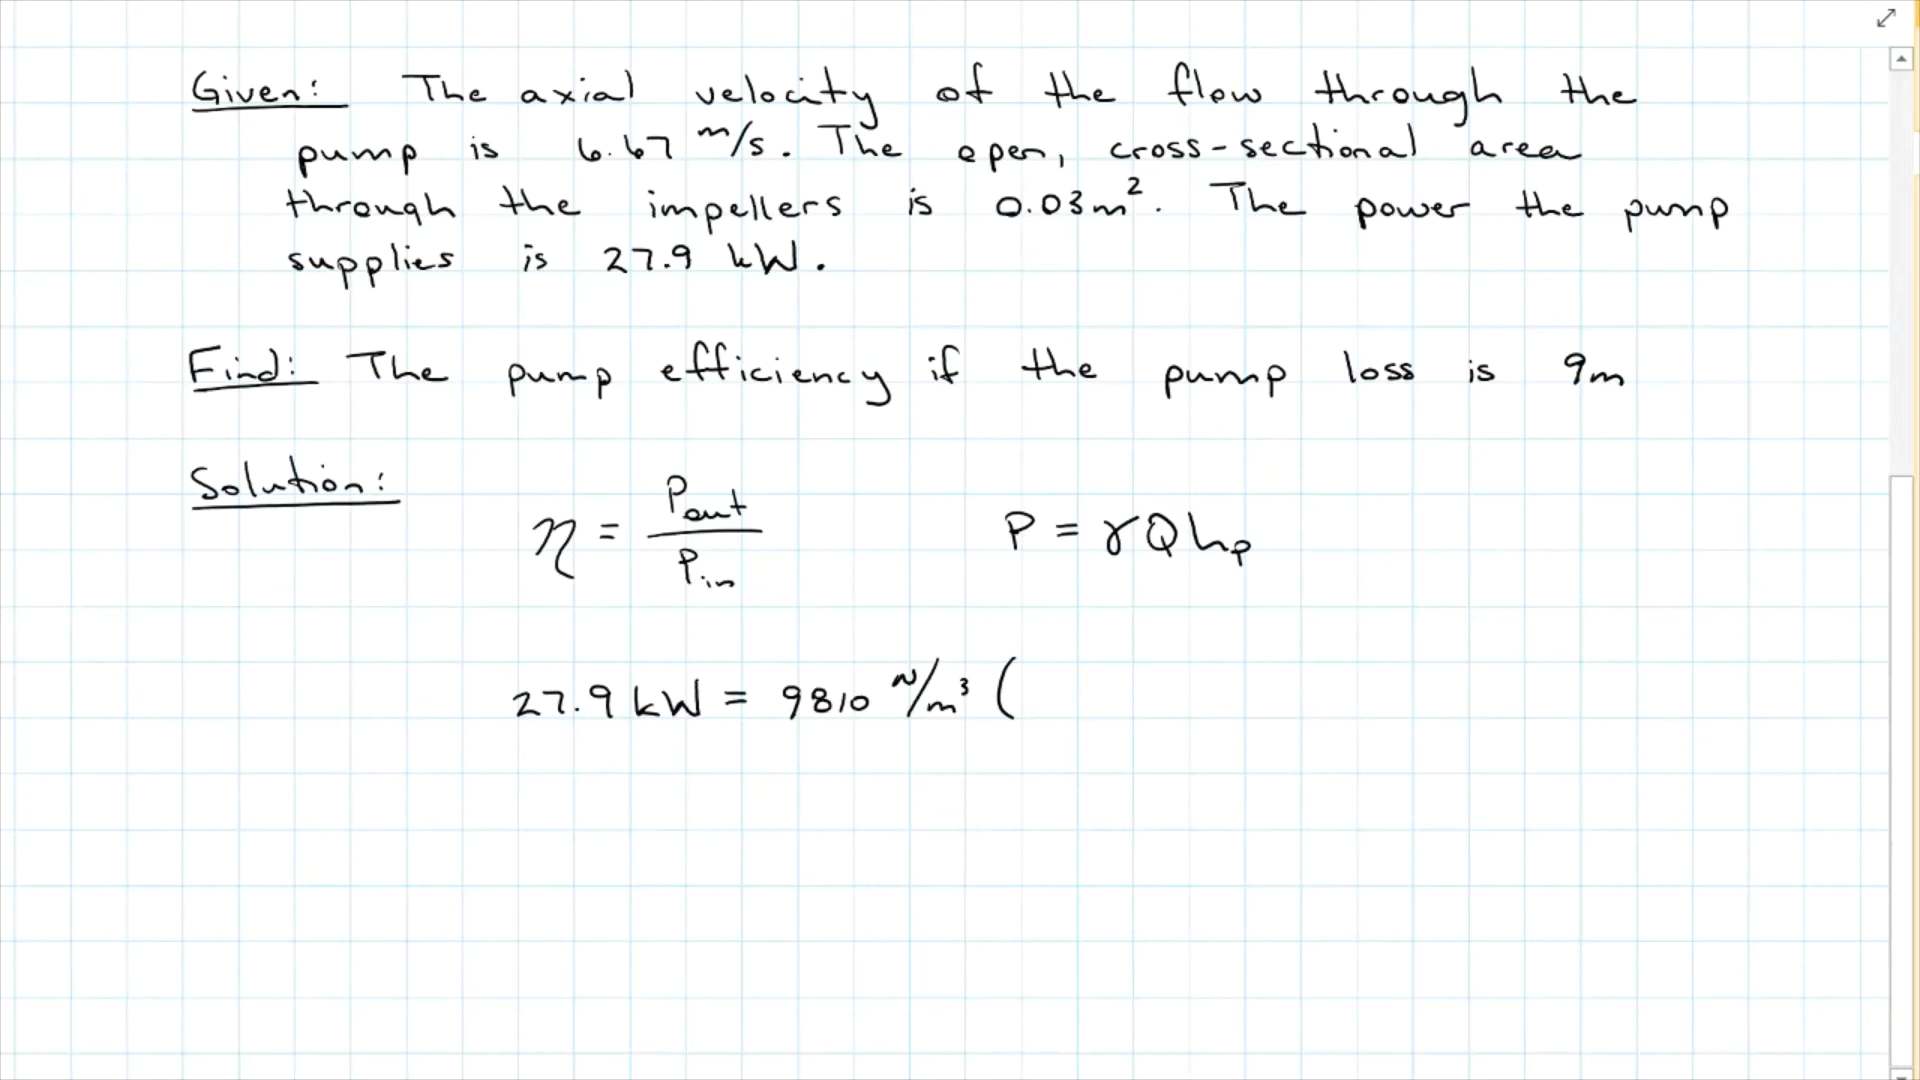 Given: The axial velocity of the flow through the
pump is 6.67 m/s. The open, cross-sectional area
through the impellers is 0.03m². The power the pump
supplies is 27.9 kW.
Find: The pump efficiency if the pump loss is 9m
Solution:
η = Pout / Pin P = γQhp
27.9 kW = 9810 N/m³ (